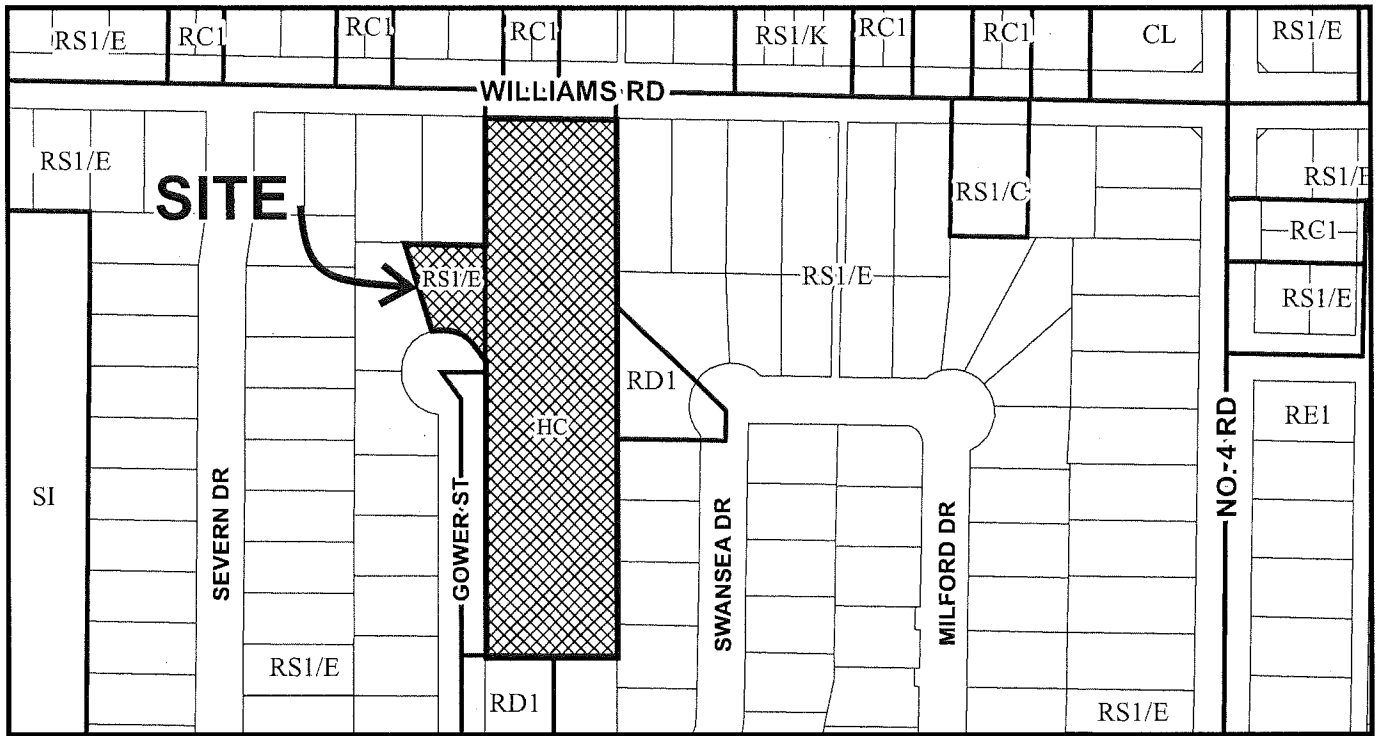 RS1/E
RC1
RC1
RC1
RS1/K
RC1
RC1
CL
RS1/E
WILLIAMS RD
RS1/E
SITE
RS1/E
RS1/E
RS1/C
RS1/E
RC1
RS1/E
RD1
HC
RE1
SI
SEVERN DR
GOWER ST
SWANSEA DR
MILFORD DR
NO. 4 RD
RS1/E
RD1
RS1/E